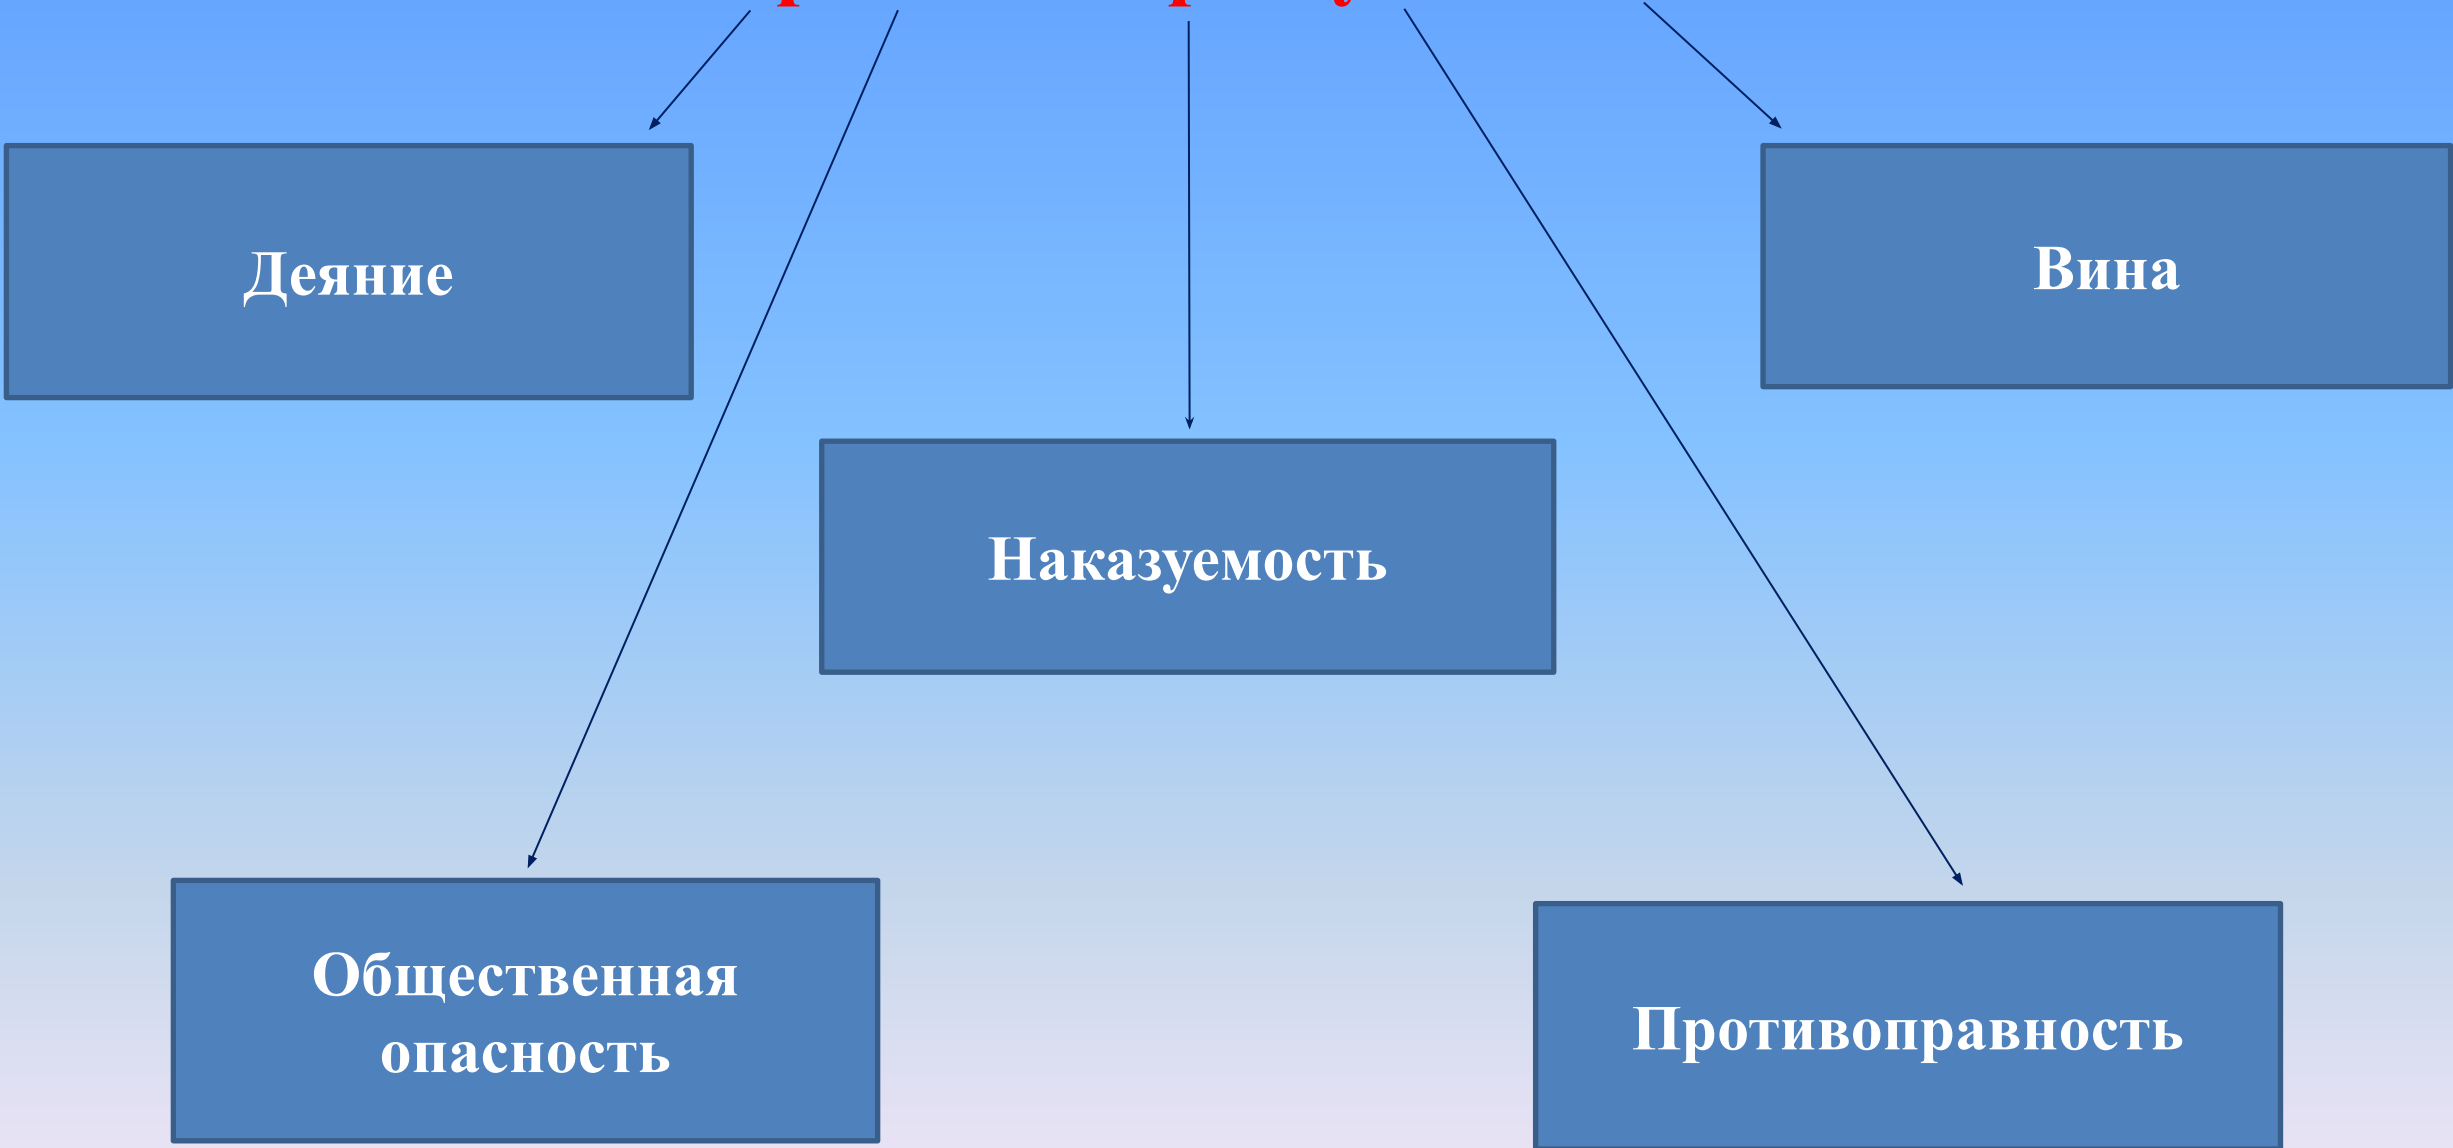 Деяние
Вина
Наказуемость
Общественная
опасность
Противоправность